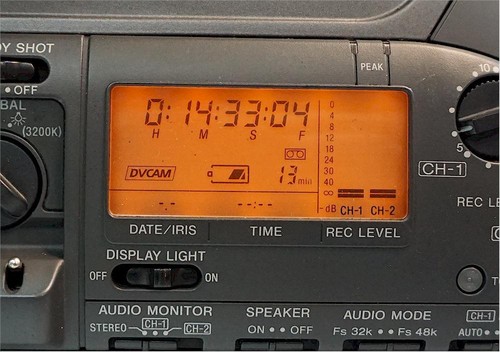 Y SHOT
OFF
BAL
(3200K)
PEAK
0:14:33:04
H M S F
DVCAM
13min
0
4
8
12
18
24
30
40
∞
-dB CH-1 CH-2
-.-
--:--
DATE/IRIS TIME REC LEVEL
DISPLAY LIGHT
OFF ON
AUDIO MONITOR
STEREO CH-1 CH-2
SPEAKER
ON OFF
AUDIO MODE
Fs 32k Fs 48k
10
5
CH-1
REC LE
CH-1
AUTO